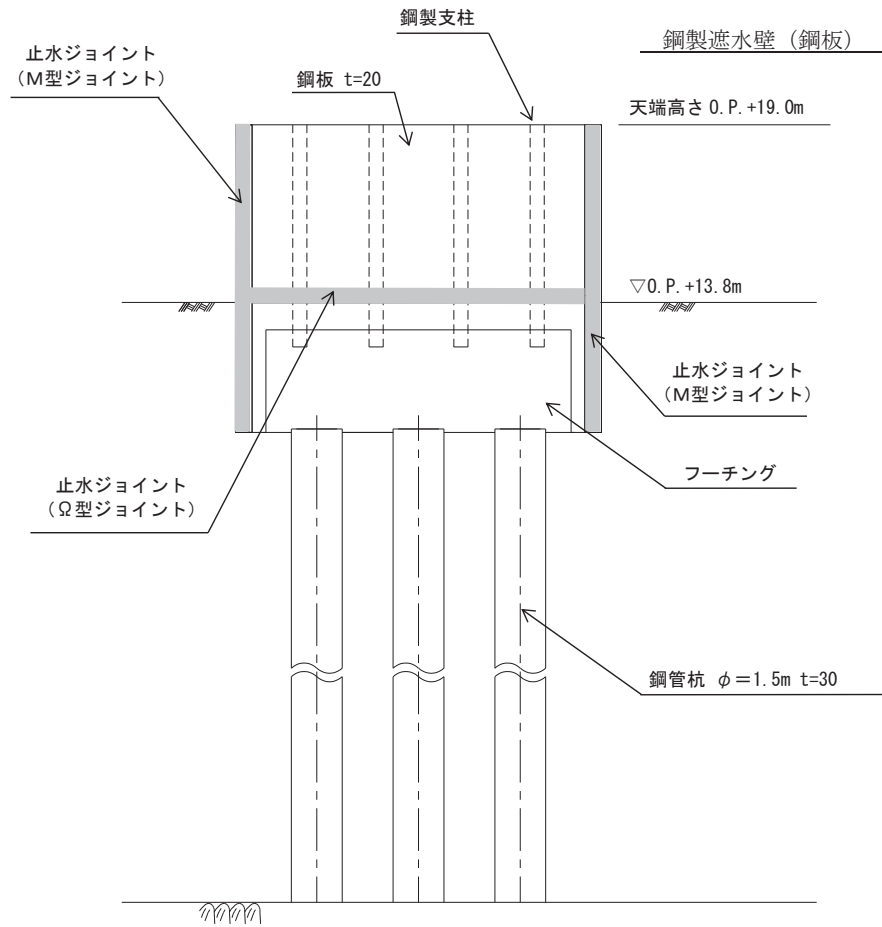 鋼製支柱
鋼製遮水壁（鋼板）
止水ジョイント
（M型ジョイント）
鋼板 t=20
天端高さ O.P.+19.0m
▽O.P.+13.8m
止水ジョイント
（M型ジョイント）
フーチング
止水ジョイント
（Ω型ジョイント）
鋼管杭 φ＝1.5m t=30